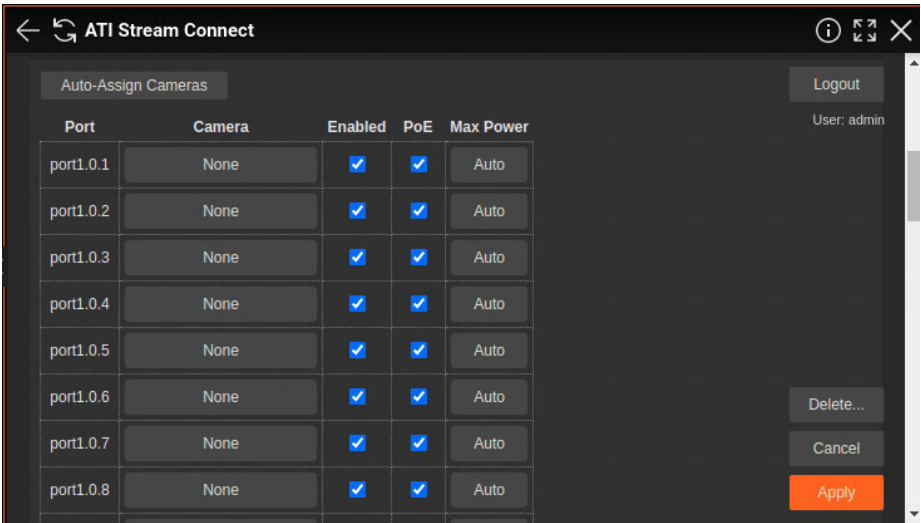 ATI Stream Connect
Auto-Assign Cameras
Logout
User: admin
Port Camera Enabled PoE Max Power
port1.0.1 None Auto
port1.0.2 None Auto
port1.0.3 None Auto
port1.0.4 None Auto
port1.0.5 None Auto
port1.0.6 None Auto
port1.0.7 None Auto
port1.0.8 None Auto
Delete...
Cancel
Apply